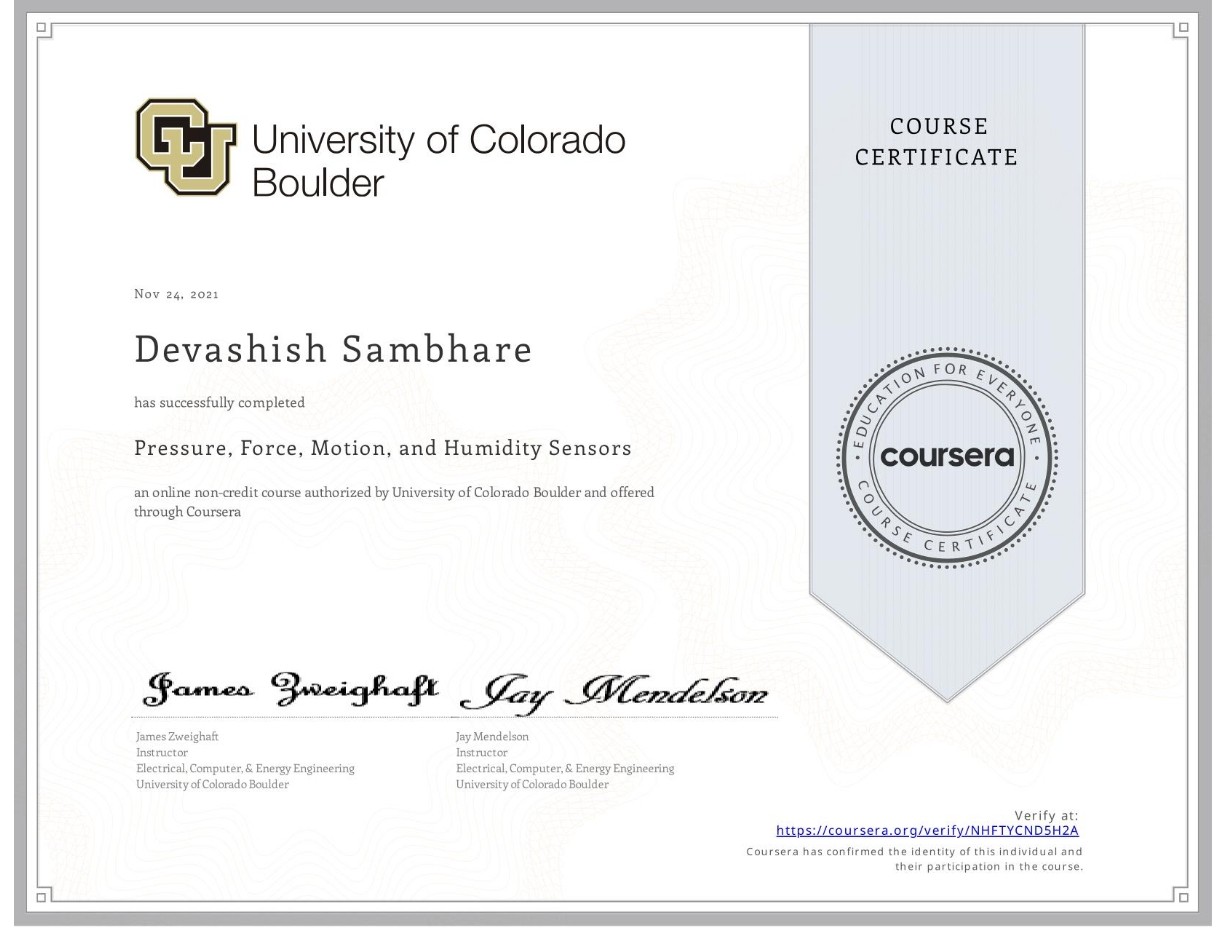 University of Colorado
Boulder
COURSE
CERTIFICATE
Nov 24, 2021
Devashish Sambhare
has successfully completed
Pressure, Force, Motion, and Humidity Sensors
an online non-credit course authorized by University of Colorado Boulder and offered
through Coursera
EDUCATION FOR EVERYONE
coursera
COURSE CERTIFICATE
James Zweighaft
Jay Mendelson
James Zweighaft
Instructor
Electrical, Computer, & Energy Engineering
University of Colorado Boulder
Jay Mendelson
Instructor
Electrical, Computer, & Energy Engineering
University of Colorado Boulder
Verify at:
https://coursera.org/verify/NHFTYCND5H2A
Coursera has confirmed the identity of this individual and
their participation in the course.